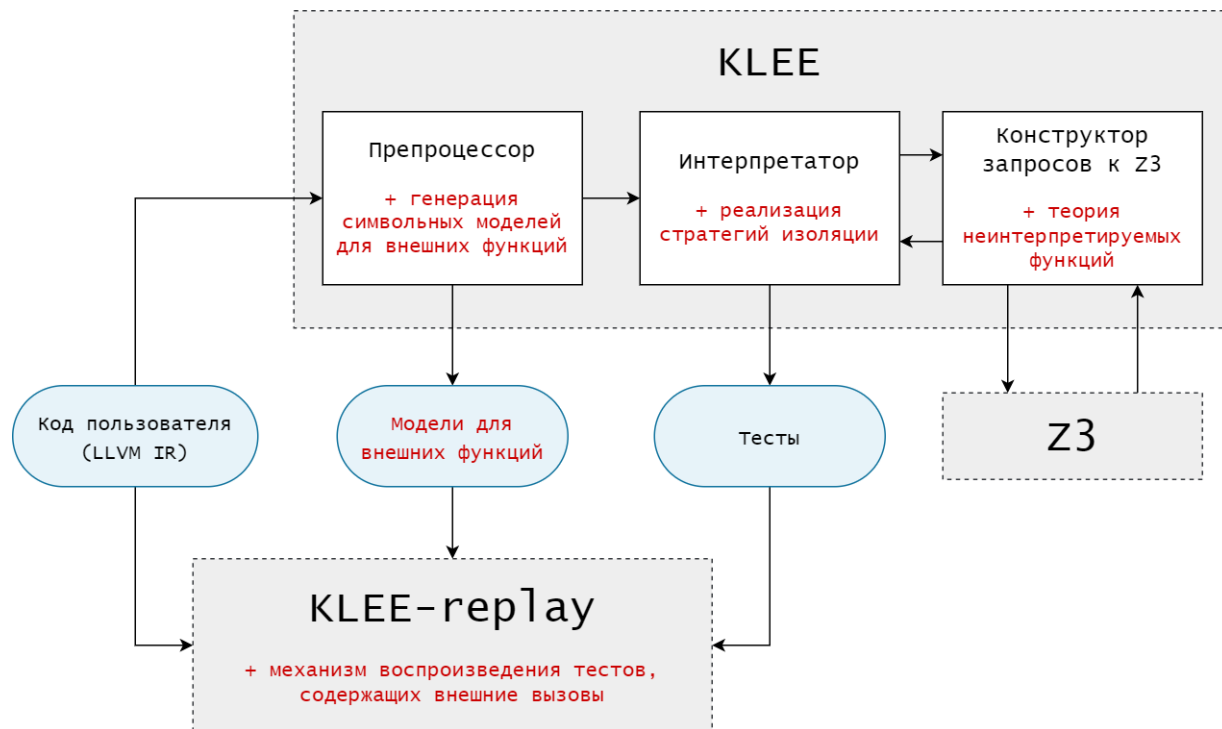 KLEE
Препроцессор
+ генерация
символьных моделей
для внешних функций
Интерпретатор
+ реализация
стратегий изоляции
Конструктор
запросов к Z3
+ теория
неинтерпретируемых
функций
Код пользователя
(LLVM IR)
Модели для
внешних функций
Тесты
Z3
KLEE-replay
+ механизм воспроизведения тестов,
содержащих внешние вызовы